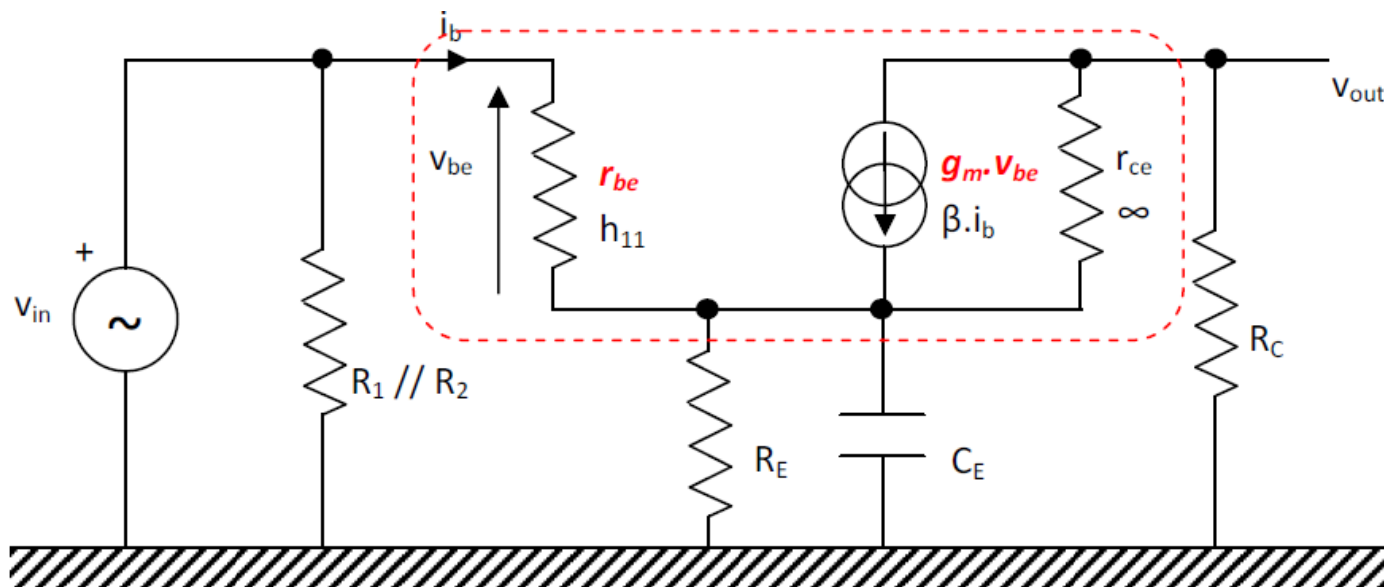 i_b
+
v_in
~
R_1 // R_2
v_be
r_be
h_11
g_m.v_be
β.i_b
r_ce
∞
v_out
R_E
C_E
R_C